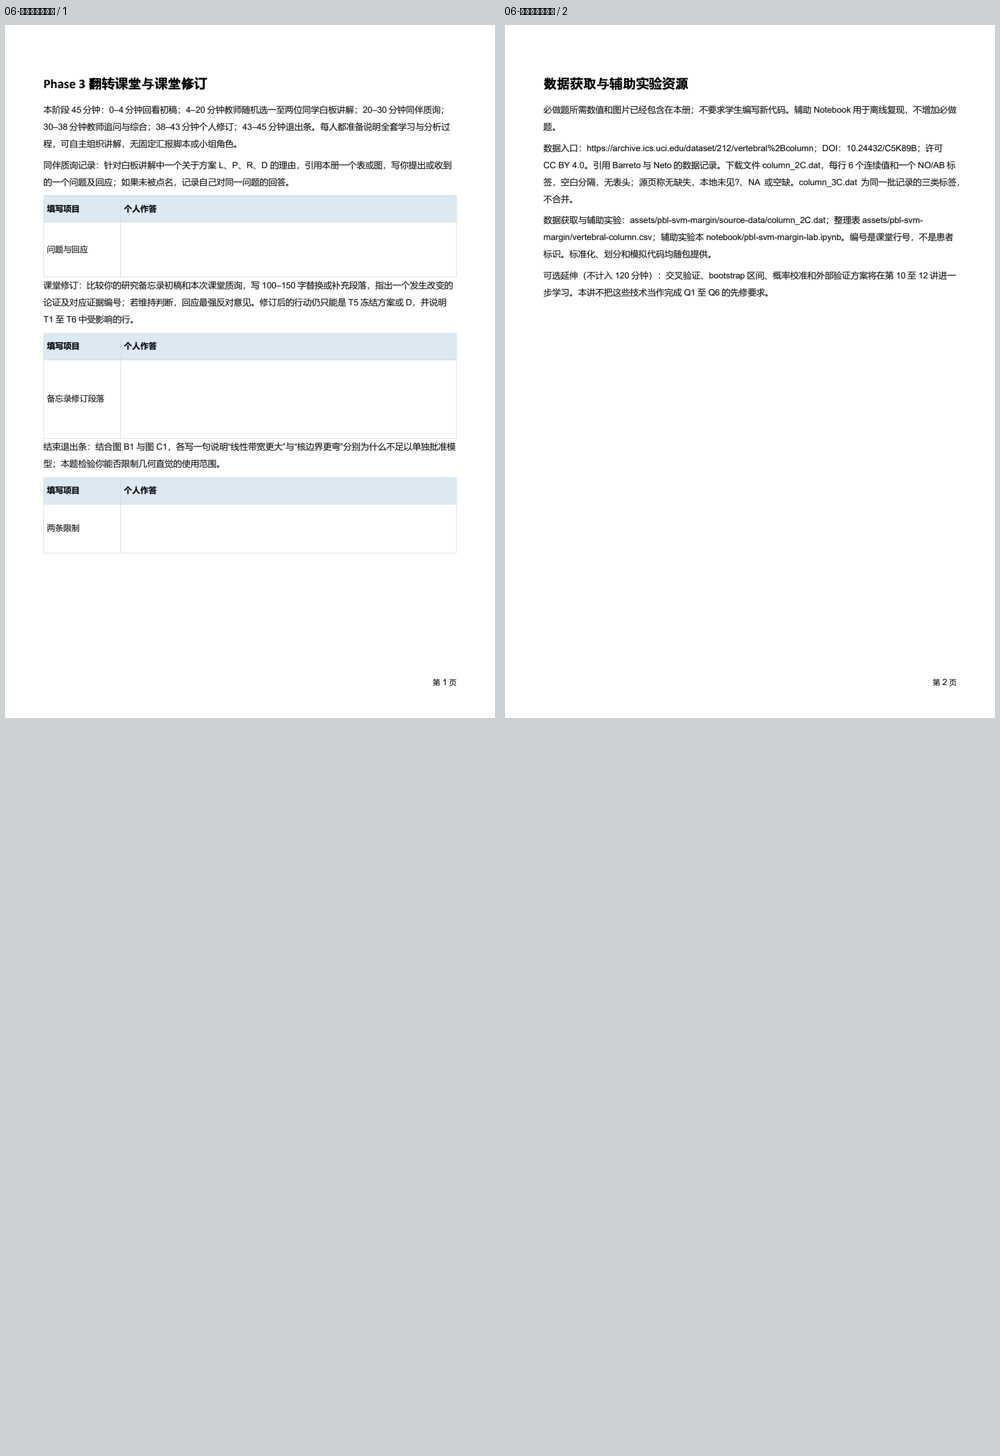 06- / 1
Phase 3 翻转课堂与课堂修订
本阶段 45 分钟：0–4 分钟回看初稿；4–20 分钟教师随机选一至两位同学白板讲解；20–30 分钟同伴质询；
30–38 分钟教师追问与综合；38–43 分钟个人修订；43–45 分钟退出条。每人都准备说明全套学习与分析过
程，可自主组织讲解，无固定汇报脚本或小组角色。
同伴质询记录：针对白板讲解中一个关于方案 L、P、R、D 的理由，引用本册一个表或图，写你提出或收到
的一个问题及回应；如果未被点名，记录自己对同一问题的回答。
填写项目 个人作答
问题与回应
课堂修订：比较你的研究备忘录初稿和本次课堂质询，写 100–150 字替换或补充段落，指出一个发生改变的
论证及对应证据编号；若维持判断，回应最强反对意见。修订后的行动仍只能是 T5 冻结方案或 D，并说明
T1 至 T6 中受影响的行。
填写项目 个人作答
备忘录修订段落
结束退出条：结合图 B1 与图 C1，各写一句说明“线性带宽更大”与“核边界更弯”分别为什么不足以单独批准模
型；本题检验你能否限制几何直觉的使用范围。
填写项目 个人作答
两条限制
第 1 页
06- / 2
数据获取与辅助实验资源
必做题所需数值和图片已经包含在本册；不要求学生编写新代码。辅助 Notebook 用于离线复现，不增加必做
题。
数据入口：https://archive.ics.uci.edu/dataset/212/vertebral%2Bcolumn；DOI：10.24432/C5K89B；许可
CC BY 4.0。引用 Barreto 与 Neto 的数据记录。下载文件 column_2C.dat，每行 6 个连续值和一个 NO/AB 标
签，空白分隔，无表头；源页称无缺失，本地未见?、NA 或空缺。column_3C.dat 为同一批记录的三类标签，
不合并。
数据获取与辅助实验：assets/pbl-svm-margin/source-data/column_2C.dat；整理表 assets/pbl-svm-
margin/vertebral-column.csv；辅助实验本 notebook/pbl-svm-margin-lab.ipynb。编号是课堂行号，不是患者
标识。标准化、划分和模拟代码均随包提供。
可选延伸（不计入 120 分钟）：交叉验证、bootstrap 区间、概率校准和外部验证方案将在第 10 至 12 讲进一
步学习。本讲不把这些技术当作完成 Q1 至 Q6 的先修要求。
第 2 页